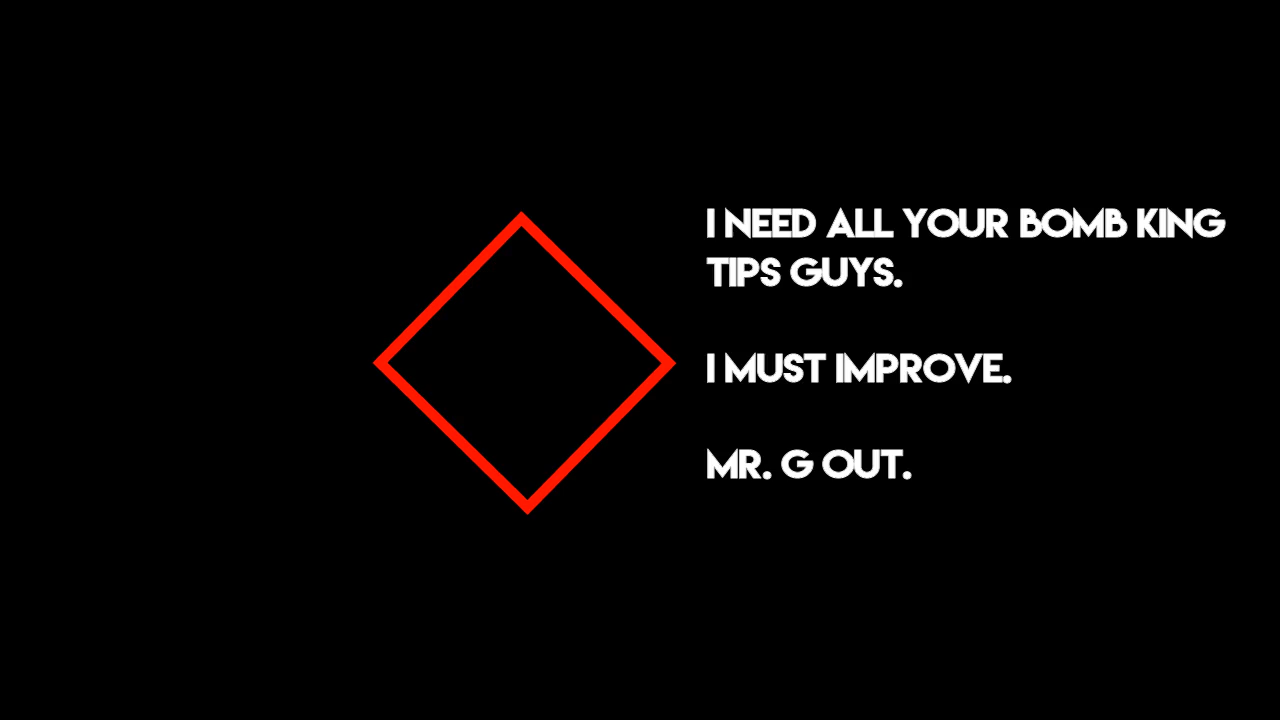 I NEED ALL YOUR BOMB KING
TIPS GUYS.
I MUST IMPROVE.
MR. G OUT.